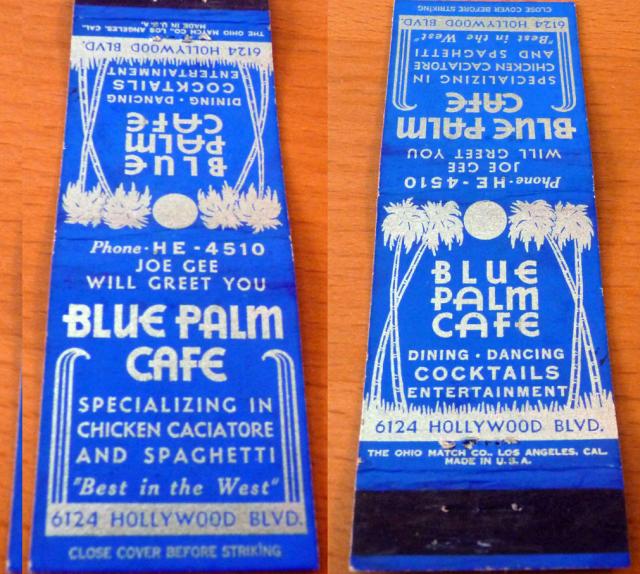 THE OHIO MATCH CO., LOS ANGELES, CAL.
MADE IN U.S.A.
6124 HOLLYWOOD BLVD.
ENTERTAINMENT
COCKTAILS
DINING · DANCING
BLUE
PALM
CAFE
Phone · HE - 4510
JOE GEE
WILL GREET YOU
BLUE PALM
CAFE
SPECIALIZING IN
CHICKEN CACIATORE
AND SPAGHETTI
"Best in the West"
6124 HOLLYWOOD BLVD.
CLOSE COVER BEFORE STRIKING
CLOSE COVER BEFORE STRIKING
6124 HOLLYWOOD BLVD.
"Best in the West"
AND SPAGHETTI
CHICKEN CACIATORE
SPECIALIZING IN
CAFE
BLUE PALM
WILL GREET YOU
JOE GEE
Phone · HE - 4510
BLUE
PALM
CAFE
DINING · DANCING
COCKTAILS
ENTERTAINMENT
6124 HOLLYWOOD BLVD.
THE OHIO MATCH CO., LOS ANGELES, CAL.
MADE IN U.S.A.